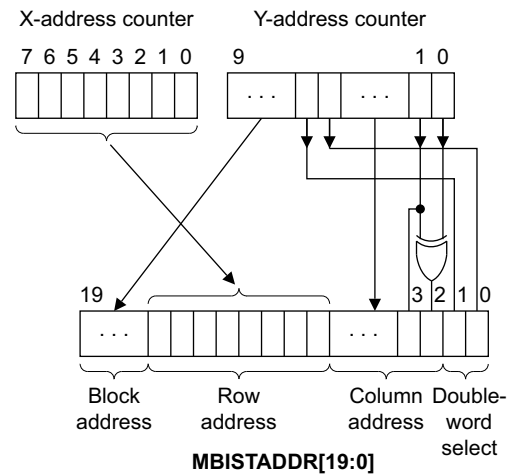 X-address counter
Y-address counter
7 6 5 4 3 2 1 0
9
1 0
. . .
. . .
19
3 2 1 0
. . .
. . .
Block
address
Row
address
Column
address
Double-
word
select
MBISTADDR[19:0]